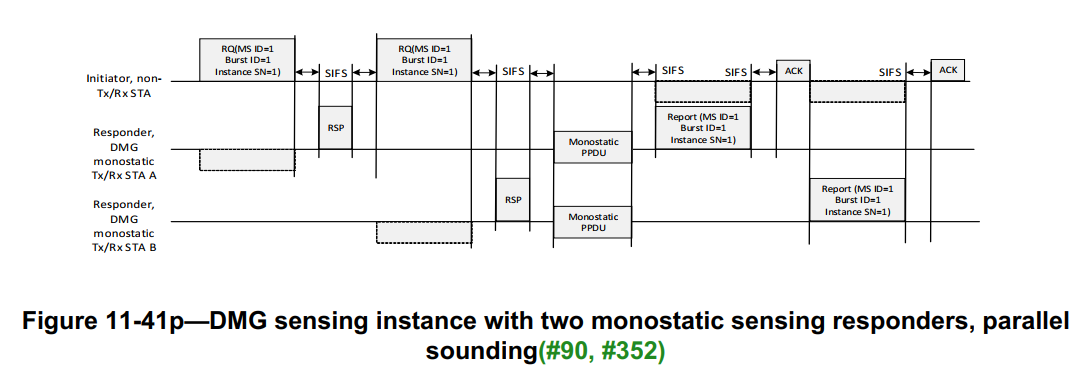 RQ(MS ID=1
Burst ID=1
Instance SN=1)
SIFS
RQ(MS ID=1
Burst ID=1
Instance SN=1)
SIFS
SIFS
SIFS
ACK
SIFS
ACK
Initiator, non-
Tx/Rx STA
RSP
Report (MS ID=1
Burst ID=1
Instance SN=1)
Responder,
DMG
monostatic
Tx/Rx STA A
Monostatic
PPDU
RSP
Report (MS ID=1
Burst ID=1
Instance SN=1)
Responder,
DMG
monostatic
Tx/Rx STA B
Monostatic
PPDU
Figure 11-41p—DMG sensing instance with two monostatic sensing responders, parallel
sounding(#90, #352)